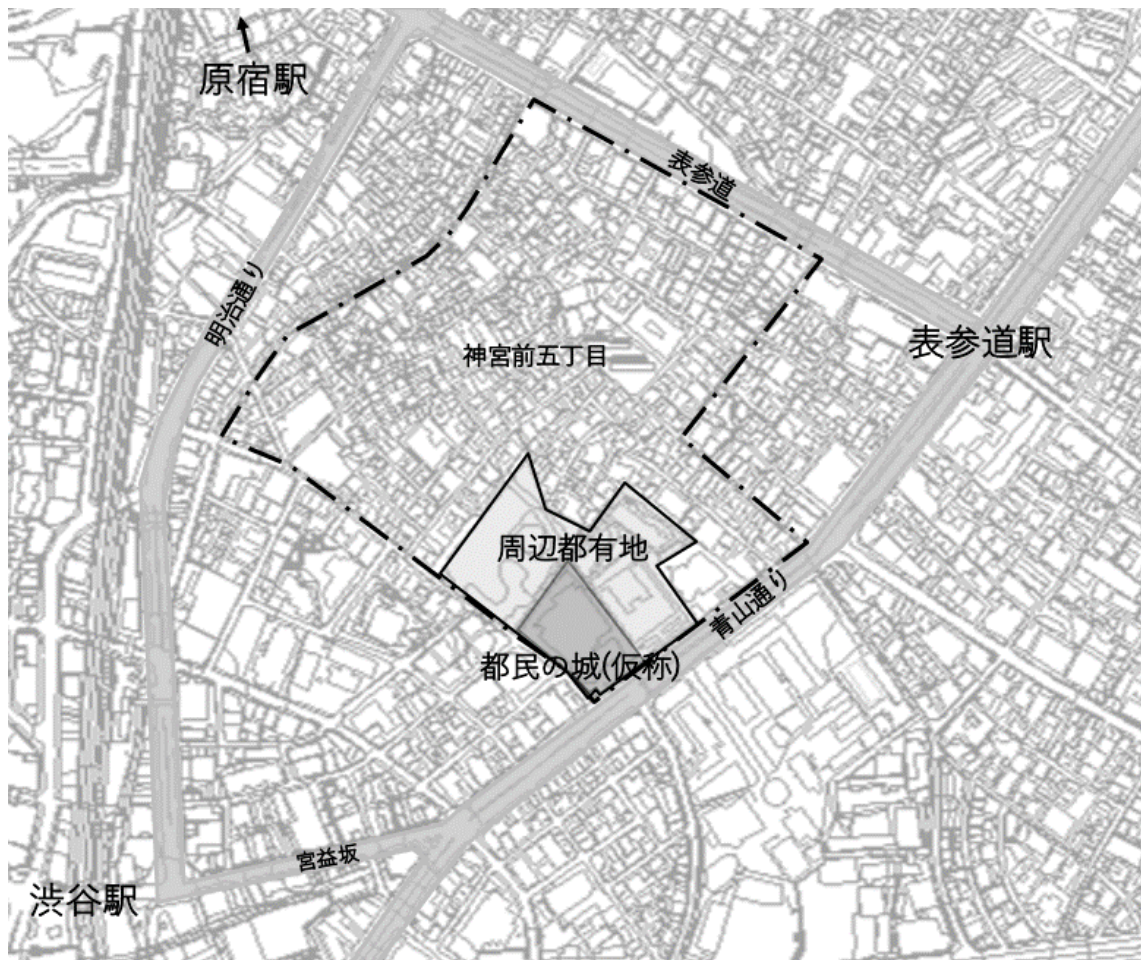 原宿駅
表参道
明治通り
神宮前五丁目
表参道駅
周辺都有地
青山通り
都民の城(仮称)
宮益坂
渋谷駅